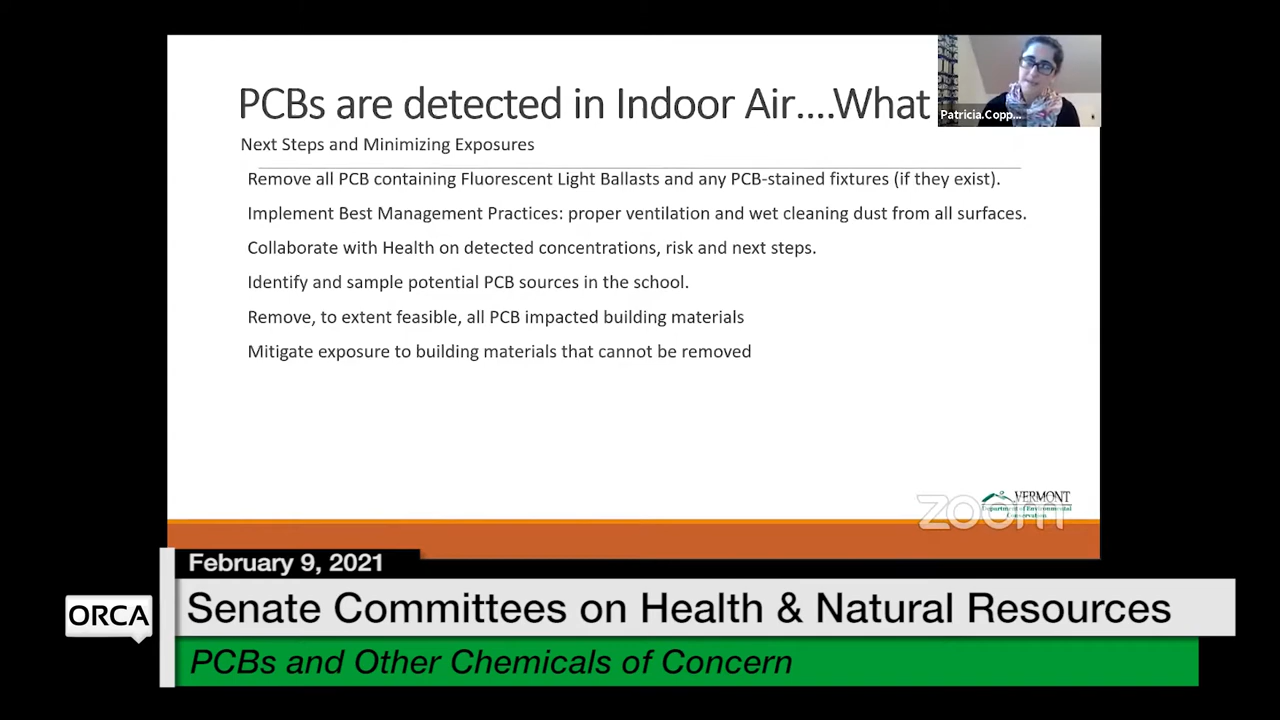 PCBs are detected in Indoor Air....What
Patricia.Copp...
Next Steps and Minimizing Exposures
Remove all PCB containing Fluorescent Light Ballasts and any PCB-stained fixtures (if they exist).
Implement Best Management Practices: proper ventilation and wet cleaning dust from all surfaces.
Collaborate with Health on detected concentrations, risk and next steps.
Identify and sample potential PCB sources in the school.
Remove, to extent feasible, all PCB impacted building materials
Mitigate exposure to building materials that cannot be removed
VERMONT
Department of Environmental
Conservation
zoom
February 9, 2021
ORCA
Senate Committees on Health & Natural Resources
PCBs and Other Chemicals of Concern